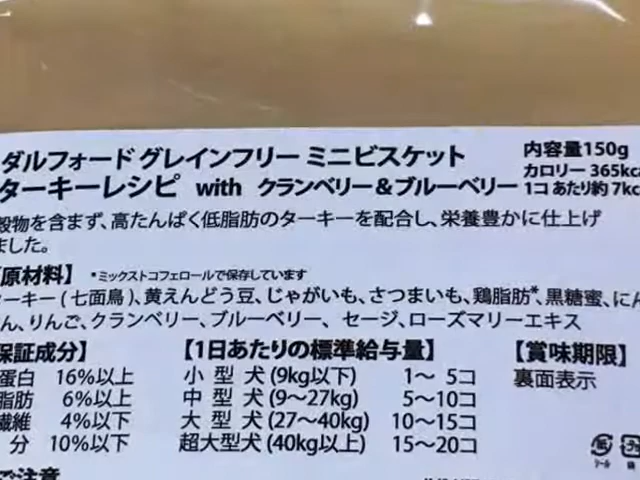 ダルフォード グレインフリー ミニビスケット
ターキーレシピ with クランベリー＆ブルーベリー
内容量150g
カロリー 365kca
1コ あたり約 7kc
穀物を含まず、高たんぱく低脂肪のターキーを配合し、栄養豊かに仕上げ
ました。
原材料】 *ミックストコフェロールで保存しています
ーキー(七面鳥)、黄えんどう豆、じゃがいも、さつまいも、鶏脂肪*、黒糖蜜、にん
ん、りんご、クランベリー、ブルーベリー、セージ、ローズマリーエキス
保証成分】
蛋白 16%以上
脂肪 6%以上
繊維 4%以下
分 10%以下
【1日あたりの標準給与量】
小型犬(9kg以下) 1〜5コ
中型犬(9〜27kg) 5〜10コ
大型犬(27〜40kg) 10〜15コ
超大型犬(40kg以上) 15〜20コ
【賞味期限】
裏面表示
ご注意